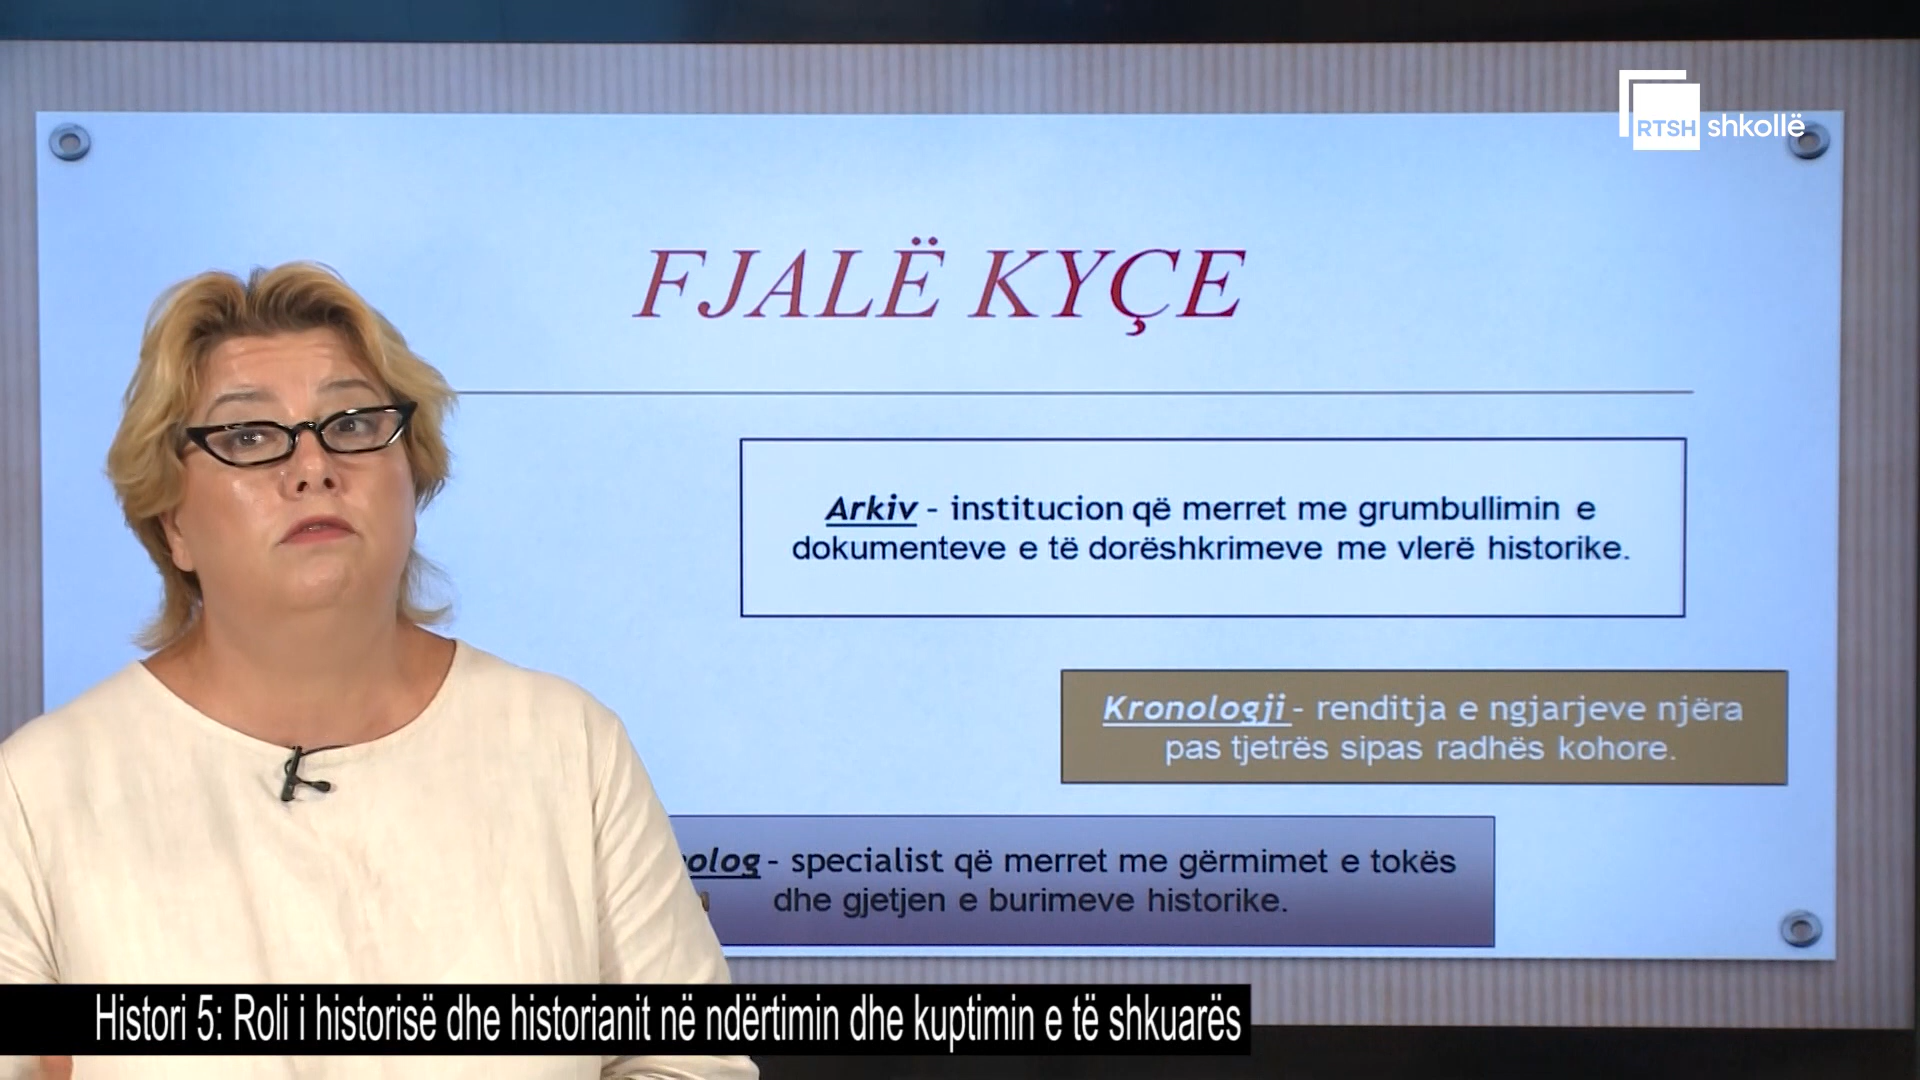 RTSH shkollë
FJALË KYÇE
Arkiv - institucion që merret me grumbullimin e
dokumenteve e të dorëshkrimeve me vlerë historike.
Kronologji - renditja e ngjarjeve njëra
pas tjetrës sipas radhës kohore.
olog - specialist që merret me gërmimet e tokës
dhe gjetjen e burimeve historike.
Histori 5: Roli i historisë dhe historianit në ndërtimin dhe kuptimin e të shkuarës